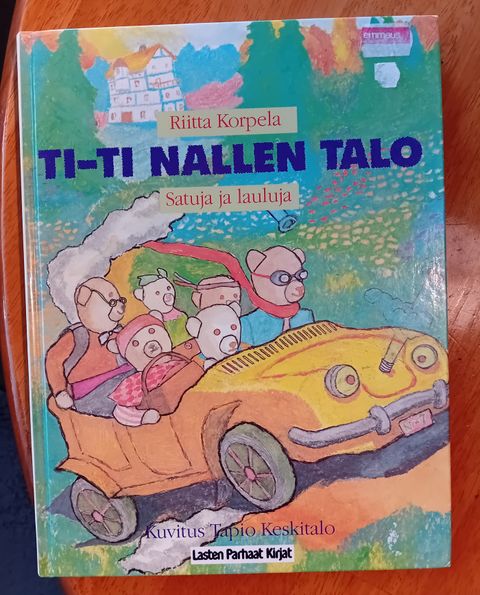 emmaus
Riitta Korpela
TI-TI NALLEN TALO
Satuja ja lauluja
Kuvitus Tapio Keskitalo
Lasten Parhaat Kirjat